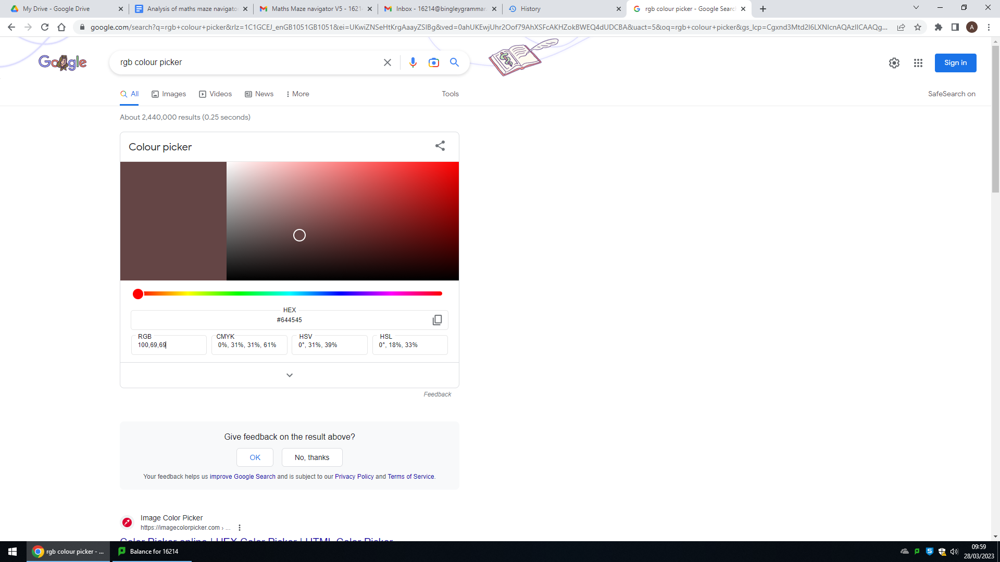 My Drive - Google Drive
Analysis of maths maze navigato
Maths Maze navigator V5 - 1621
Inbox - 16214@bingleygrammar.
History
rgb colour picker - Google Searc
google.com/search?q=rgb+colour+picker&rlz=1C1GCEJ_enGB1051GB1051&ei=UKwiZNSeHtKrgAaayZSIBg&ved=0ahUKEwjUhr2Oof79AhXSFcAKHZokBWEQ4dUDCBA&uact=5&oq=rgb+colour+picker&gs_lcp=Cgxnd3Mtd2l6LXNlcnAQAzIICAAQg...
A
Google
rgb colour picker
Sign in
All
Images
Videos
News
More
Tools
SafeSearch on
About 2,440,000 results (0.25 seconds)
Colour picker
HEX
#644545
RGB
100,69,69
CMYK
0%, 31%, 31%, 61%
HSV
0°, 31%, 39%
HSL
0°, 18%, 33%
Feedback
Give feedback on the result above?
OK
No, thanks
Your feedback helps us improve Google Search and is subject to our Privacy Policy and Terms of Service.
Image Color Picker
https://imagecolorpicker.com › ...
Color Picker online | HEX Color Picker | HTML Color Picker
rgb colour picker - ...
Balance for 16214
09:59
28/03/2023